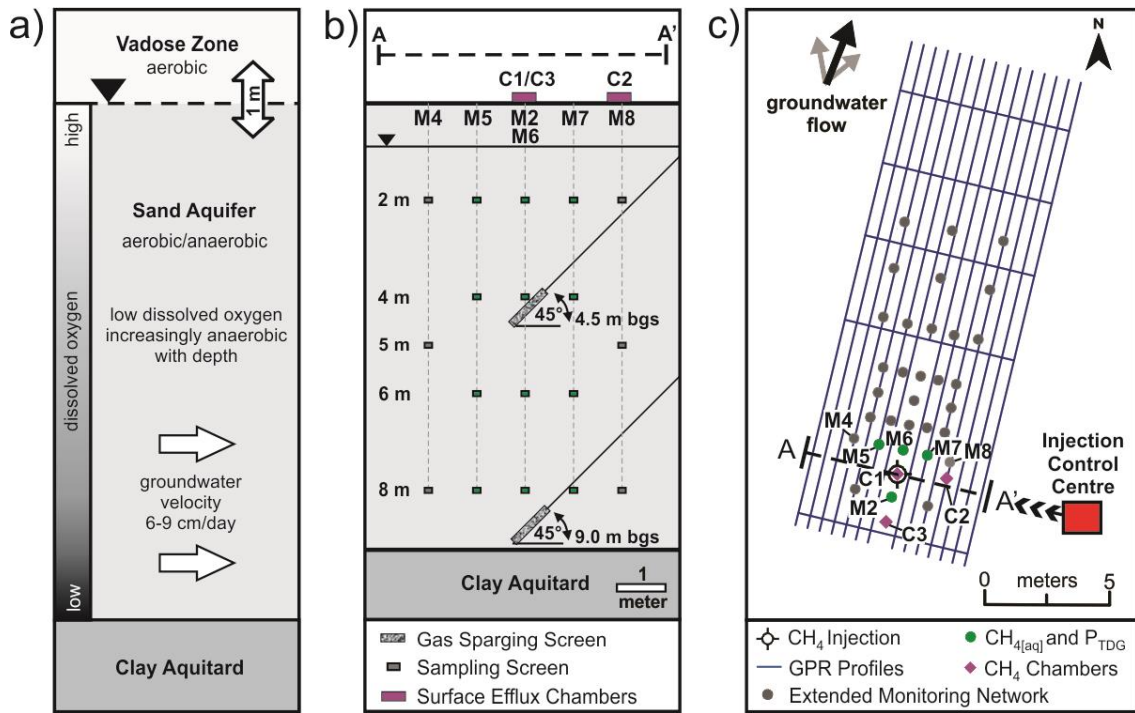 a)
Vadose Zone
aerobic
1 m
high
dissolved oxygen
low
Sand Aquifer
aerobic/anaerobic
low dissolved oxygen
increasingly anaerobic
with depth
groundwater
velocity
6-9 cm/day
Clay Aquitard
b)
A A'
C1/C3 C2
M4 M5 M2 M7 M8
M6
2 m
4 m
45° 4.5 m bgs
5 m
6 m
8 m
45° 9.0 m bgs
Clay Aquitard
1
meter
Gas Sparging Screen
Sampling Screen
Surface Efflux Chambers
c)
N
groundwater
flow
M4
M6
M5
M7
M8
A
C1
M2
C2
C3
A'
Injection
Control
Centre
0 meters 5
CH4 Injection
CH4[aq] and PTDG
GPR Profiles
CH4 Chambers
Extended Monitoring Network